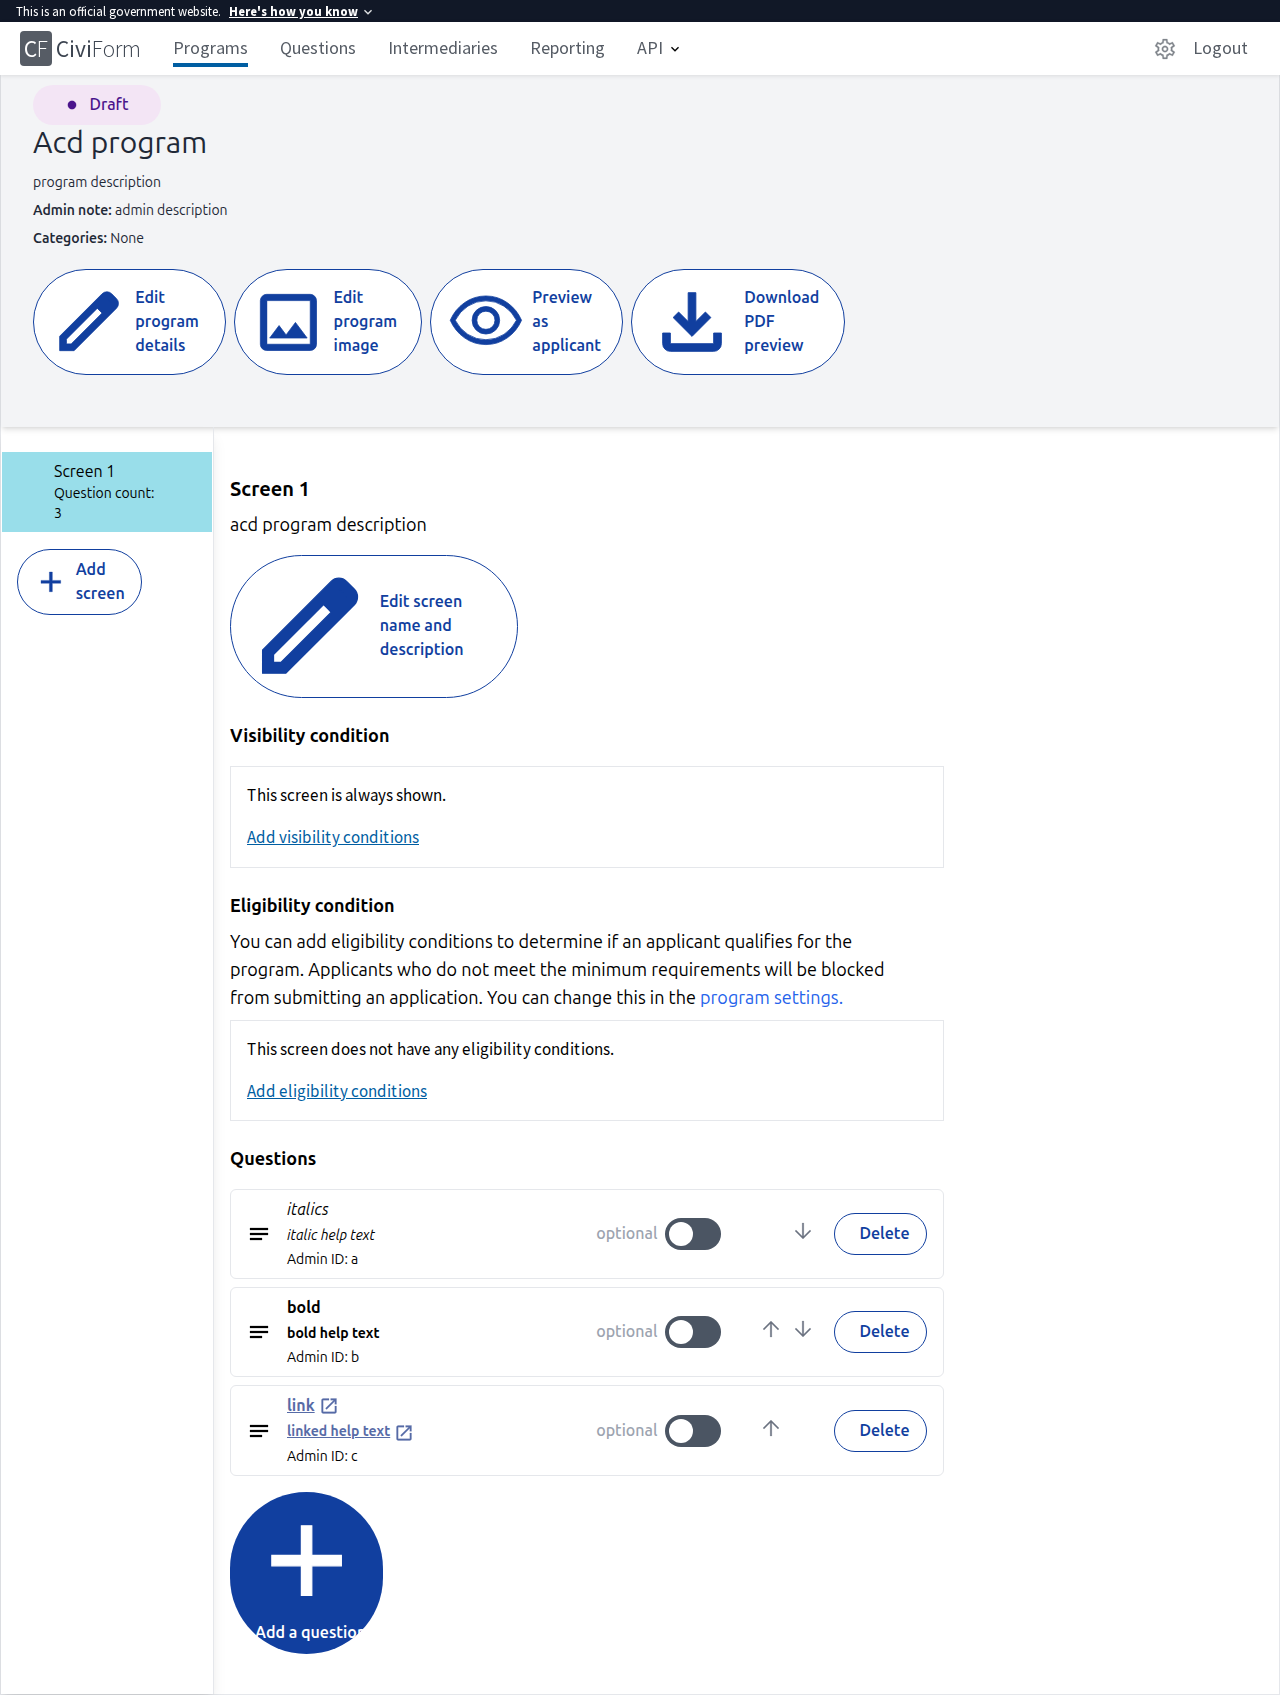 This is an official government website. Here's how you know
CF CiviForm Programs Questions Intermediaries Reporting API Logout
Draft
Acd program
program description
Admin note: admin description
Categories: None
Edit program details
Edit program image
Preview as applicant
Download PDF preview
Screen 1
Question count:
3
Add screen
Screen 1
acd program description
Edit screen name and description
Visibility condition
This screen is always shown.
Add visibility conditions
Eligibility condition
You can add eligibility conditions to determine if an applicant qualifies for the
program. Applicants who do not meet the minimum requirements will be blocked
from submitting an application. You can change this in the program settings.
This screen does not have any eligibility conditions.
Add eligibility conditions
Questions
italics
italic help text
Admin ID: a
optional
Delete
bold
bold help text
Admin ID: b
optional
Delete
link
linked help text
Admin ID: c
optional
Delete
Add a question